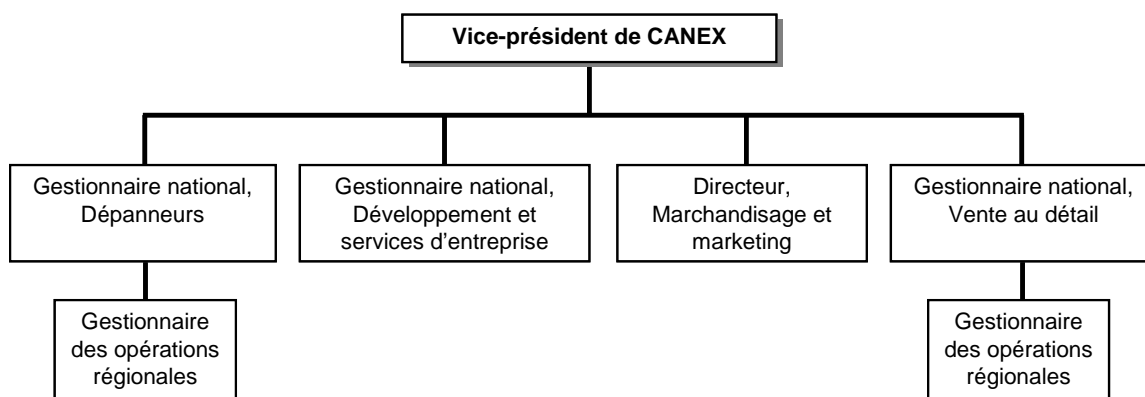 Vice-président de CANEX
Gestionnaire national,
Dépanneurs
Gestionnaire national,
Développement et
services d'entreprise
Directeur,
Marchandisage et
marketing
Gestionnaire national,
Vente au détail
Gestionnaire
des opérations
régionales
Gestionnaire
des opérations
régionales